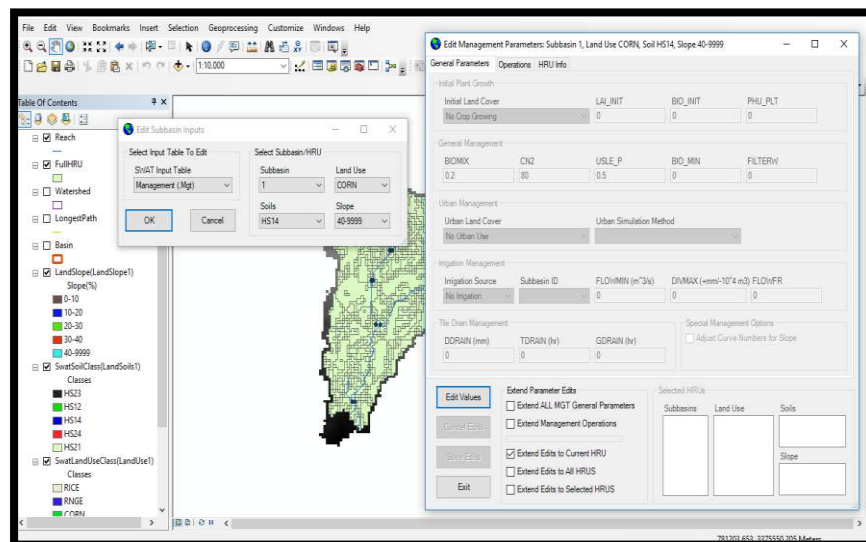 File Edit View Bookmarks Insert Selection Geoprocessing Customize Windows Help
1:10,000
Table Of Contents
Reach
FullHRU
Watershed
LongestPath
Basin
LandSlope(LandSlope1)
Slope(%)
0-10
10-20
20-30
30-40
40-9999
SwatSoilClass(LandSoils1)
Classes
HS23
HS12
HS14
HS24
HS21
SwatLandUseClass(LandUse1)
Classes
RICE
RNGE
CORN
Edit Subbasin Inputs
Select Input Table To Edit
SWAT Input Table
Management (.Mgt)
OK Cancel
Select Subbasin/HRU
Subbasin Land Use
1 CORN
Soils Slope
HS14 40-9999
Edit Management Parameters: Subbasin 1, Land Use CORN, Soil HS14, Slope 40-9999
General Parameters Operations HRU Info
Initial Plant Growth
Initial Land Cover LAI_INIT BIO_INIT PHU_PLT
No Crop Growing 0 0 0
General Management
BIOMIX CN2 USLE_P BIO_MIN FILTERW
0.2 80 0.5 0 0
Urban Management
Urban Land Cover Urban Simulation Method
No Urban Use
Irrigation Management
Irrigation Source Subbasin ID FLOWMIN (m^3/s) DIVMAX (+mm/-10^4 m3) FLOWFR
No Irrigation 0 0 0
Tile Drain Management
DDRAIN (mm) TDRAIN (hr) GDRAIN (hr)
0 0 0
Special Management Options
Adjust Curve Numbers for Slope
Edit Values
Cancel Edits
Save Edits
Exit
Extend Parameter Edits
Extend ALL MGT General Parameters
Extend Management Operations
Extend Edits to Current HRU
Extend Edits to All HRUS
Extend Edits to Selected HRUS
Selected HRUs
Subbasins Land Use Soils
Slope
781203.653 3375550.205 Meters